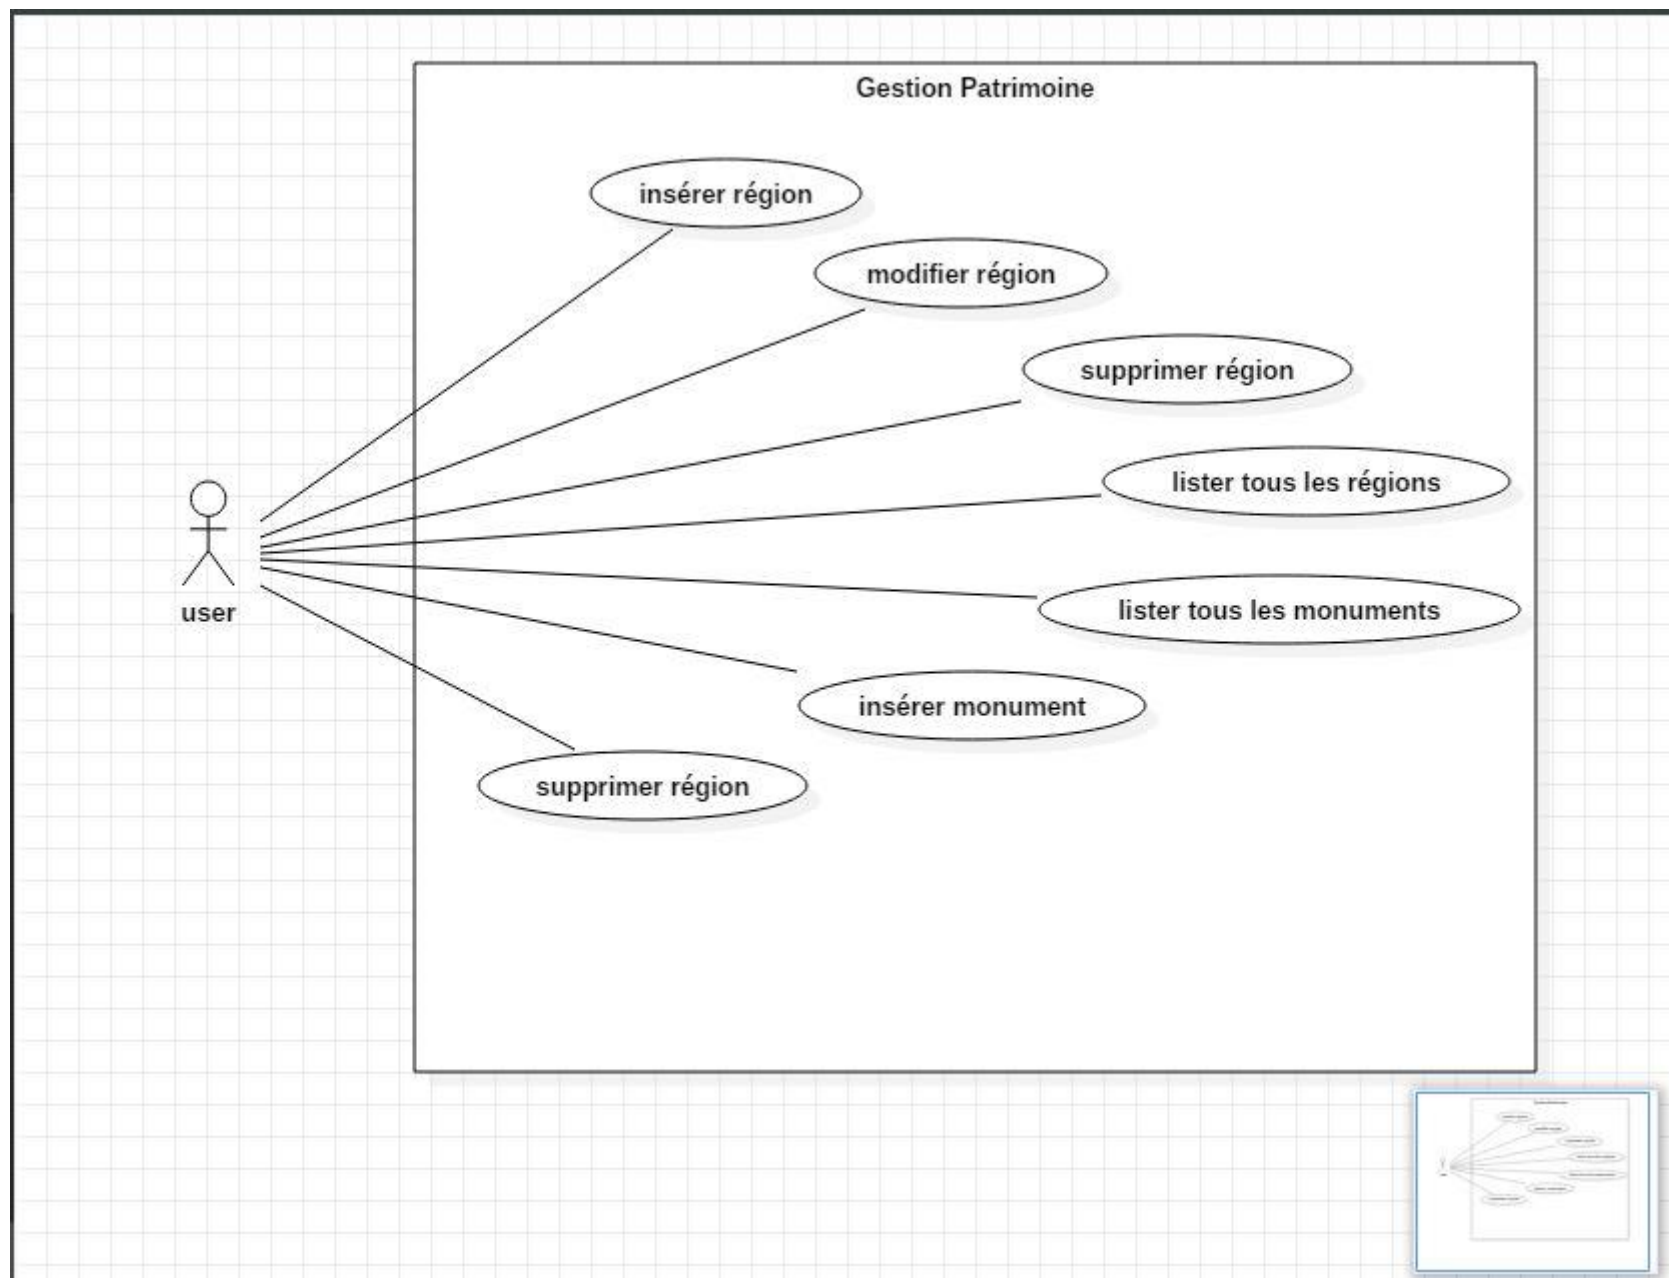 Gestion Patrimoine
insérer région
modifier région
supprimer région
lister tous les régions
user
lister tous les monuments
insérer monument
supprimer région